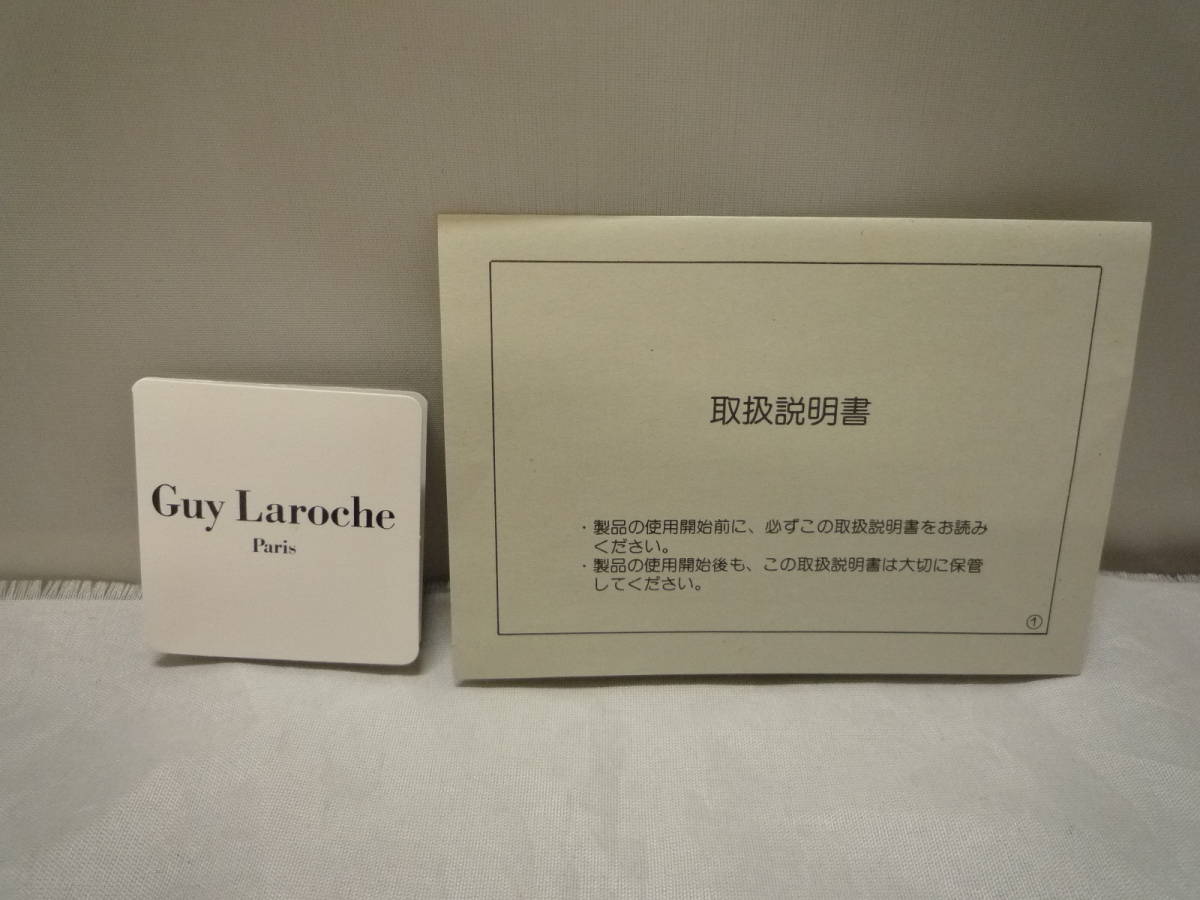 Guy Laroche
Paris
取扱説明書
・製品の使用開始前に、必ずこの取扱説明書をお読み
ください。
・製品の使用開始後も、この取扱説明書は大切に保管
してください。
①